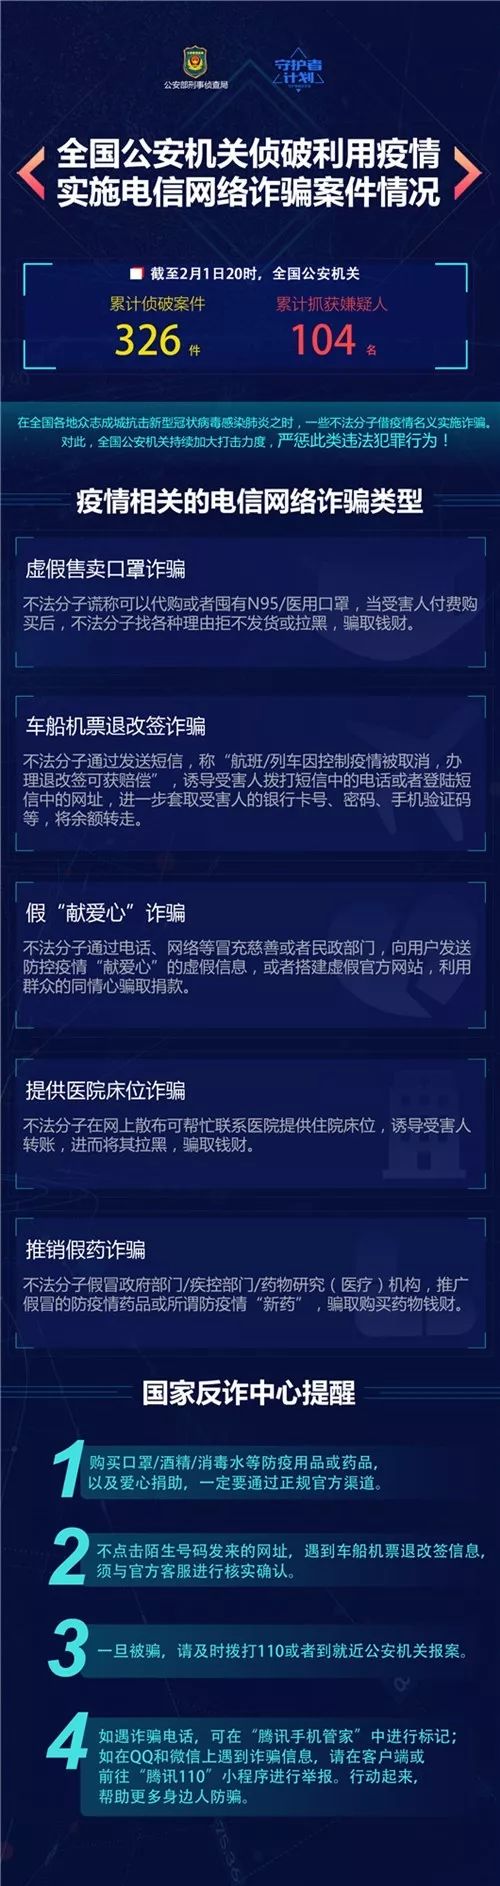 公安部刑事侦查局
守护者
计划
全国公安机关侦破利用疫情
实施电信网络诈骗案件情况
截至2月1日20时，全国公安机关
累计侦破案件
326 件
累计抓获嫌疑人
104 名
在全国各地众志成城抗击新型冠状病毒感染肺炎之时，一些不法分子借疫情名义实施诈骗。
对此，全国公安机关持续加大打击力度，严惩此类违法犯罪行为！
疫情相关的电信网络诈骗类型
虚假售卖口罩诈骗
不法分子谎称可以代购或者囤有N95/医用口罩，当受害人付费购
买后，不法分子找各种理由拒不发货或拉黑，骗取钱财。
车船机票退改签诈骗
不法分子通过发送短信，称“航班/列车因控制疫情被取消，办
理退改签可获赔偿”，诱导受害人拨打短信中的电话或者登陆短
信中的网址，进一步套取受害人的银行卡号、密码、手机验证码
等，将余额转走。
假“献爱心”诈骗
不法分子通过电话、网络等冒充慈善或者民政部门，向用户发送
防控疫情“献爱心”的虚假信息，或者搭建虚假官方网站，利用
群众的同情心骗取捐款。
提供医院床位诈骗
不法分子在网上散布可帮忙联系医院提供住院床位，诱导受害人
转账，进而将其拉黑，骗取钱财。
推销假药诈骗
不法分子假冒政府部门/疾控部门/药物研究（医疗）机构，推广
假冒的防疫情药品或所谓防疫情“新药”，骗取购买药物钱财。
国家反诈中心提醒
1
购买口罩/酒精/消毒水等防疫用品或药品，
以及爱心捐助，一定要通过正规官方渠道。
2
不点击陌生号码发来的网址，遇到车船机票退改签信息，
须与官方客服进行核实确认。
3
一旦被骗，请及时拨打110或者到就近公安机关报案。
4
如遇诈骗电话，可在“腾讯手机管家”中进行标记；
如在QQ和微信上遇到诈骗信息，请在客户端或
前往“腾讯110”小程序进行举报。行动起来，
帮助更多身边人防骗。